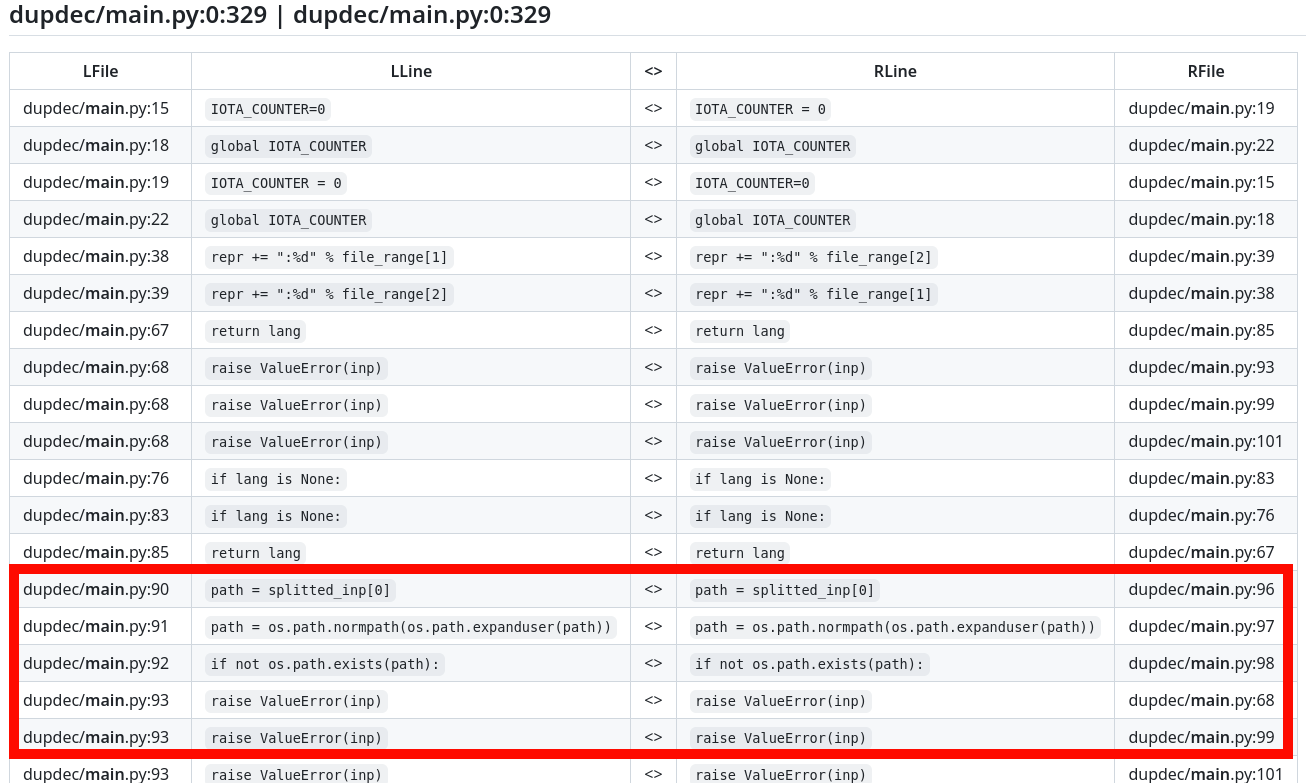 dupdec/main.py:0:329 | dupdec/main.py:0:329
LFile LLine <> RLine RFile
dupdec/main.py:15 IOTA_COUNTER=0 <> IOTA_COUNTER = 0 dupdec/main.py:19
dupdec/main.py:18 global IOTA_COUNTER <> global IOTA_COUNTER dupdec/main.py:22
dupdec/main.py:19 IOTA_COUNTER = 0 <> IOTA_COUNTER=0 dupdec/main.py:15
dupdec/main.py:22 global IOTA_COUNTER <> global IOTA_COUNTER dupdec/main.py:18
dupdec/main.py:38 repr += ":%d" % file_range[1] <> repr += ":%d" % file_range[2] dupdec/main.py:39
dupdec/main.py:39 repr += ":%d" % file_range[2] <> repr += ":%d" % file_range[1] dupdec/main.py:38
dupdec/main.py:67 return lang <> return lang dupdec/main.py:85
dupdec/main.py:68 raise ValueError(inp) <> raise ValueError(inp) dupdec/main.py:93
dupdec/main.py:68 raise ValueError(inp) <> raise ValueError(inp) dupdec/main.py:99
dupdec/main.py:68 raise ValueError(inp) <> raise ValueError(inp) dupdec/main.py:101
dupdec/main.py:76 if lang is None: <> if lang is None: dupdec/main.py:83
dupdec/main.py:83 if lang is None: <> if lang is None: dupdec/main.py:76
dupdec/main.py:85 return lang <> return lang dupdec/main.py:67
dupdec/main.py:90 path = splitted_inp[0] <> path = splitted_inp[0] dupdec/main.py:96
dupdec/main.py:91 path = os.path.normpath(os.path.expanduser(path)) <> path = os.path.normpath(os.path.expanduser(path)) dupdec/main.py:97
dupdec/main.py:92 if not os.path.exists(path): <> if not os.path.exists(path): dupdec/main.py:98
dupdec/main.py:93 raise ValueError(inp) <> raise ValueError(inp) dupdec/main.py:68
dupdec/main.py:93 raise ValueError(inp) <> raise ValueError(inp) dupdec/main.py:99
dupdec/main.py:93 raise ValueError(inp) <> raise ValueError(inp) dupdec/main.py:101